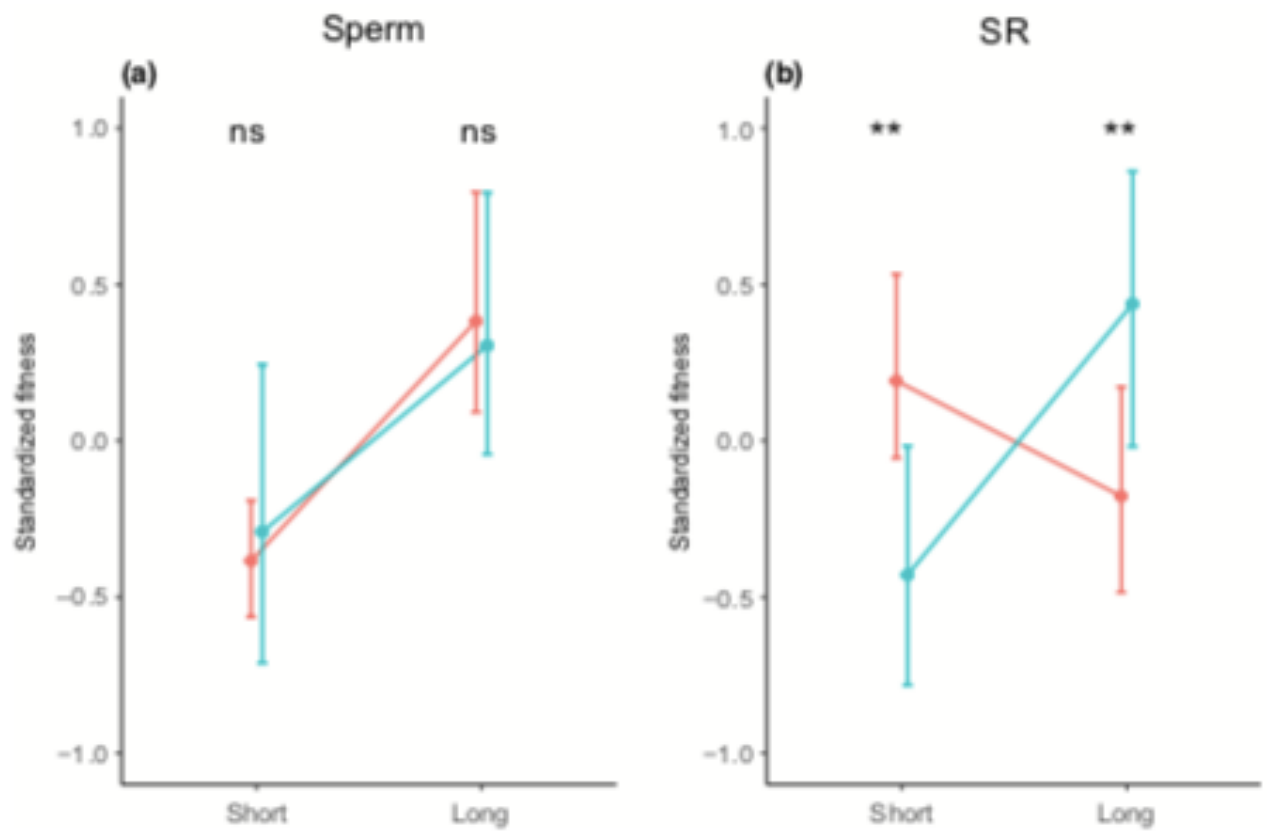 Sperm
(a)
ns ns
1.0
0.5
0.0
−0.5
−1.0
Standardized fitness
Short Long
SR
(b)
** **
1.0
0.5
0.0
−0.5
−1.0
Standardized fitness
Short Long